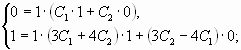 0 = 1·(C₁·1 + C₂·0),
1 = 1·(3C₁ + 4C₂)·1 + (3C₂ − 4C₁)·0;